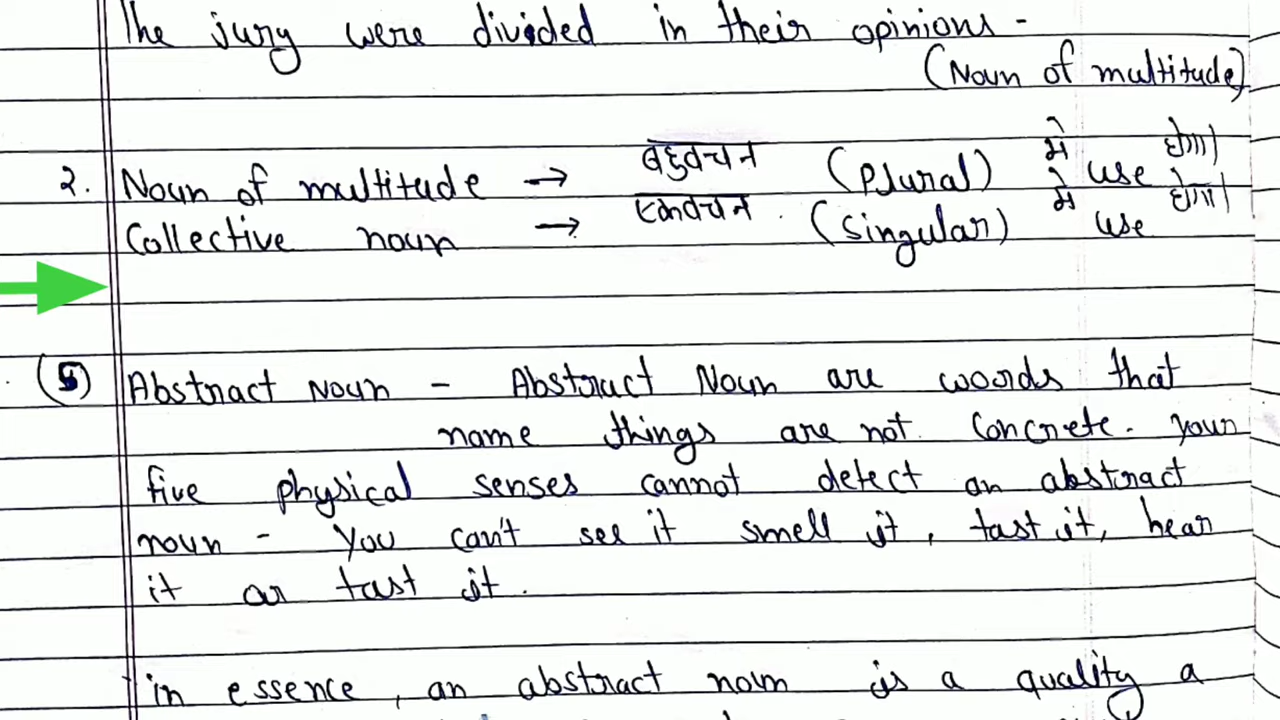 The jury were divided in their opinions -
(Noun of multitude)
2. Noun of multitude → बहुवचन (plural) में use होगा
Collective noun → एकवचन. (singular) में use होगा
(5) Abstract Noun - Abstract Noun are woords that
name things are not concrete. your
five physical senses cannot detect an abstract
noun - you can't see it smell it, tast it, hear
it or tast it.
in essence, an abstract noun is a quality a